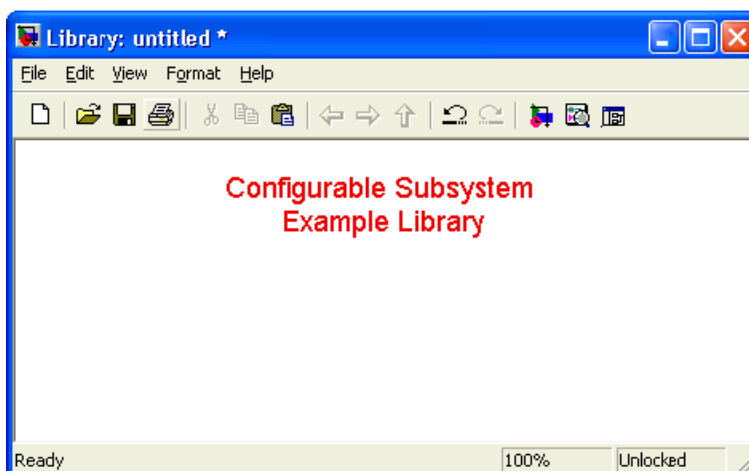 Library: untitled *
File Edit View Format Help
Configurable Subsystem
Example Library
Ready 100% Unlocked